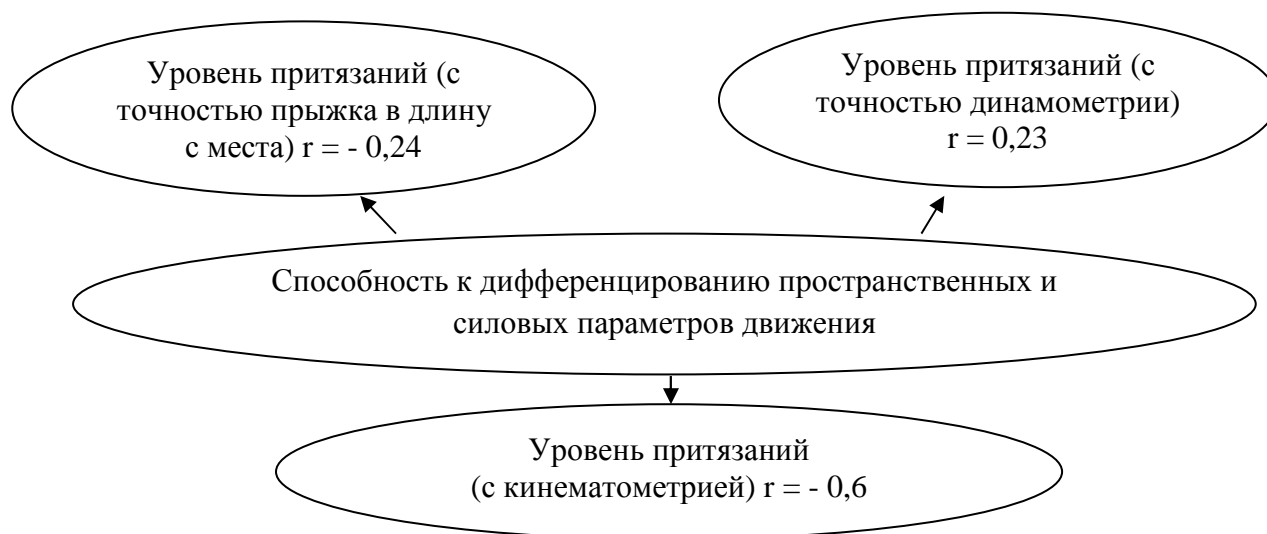 Уровень притязаний (с
точностью прыжка в длину
с места) r = - 0,24
Уровень притязаний (с
точностью динамометрии)
r = 0,23
Способность к дифференцированию пространственных и
силовых параметров движения
Уровень притязаний
(с кинематометрией) r = - 0,6